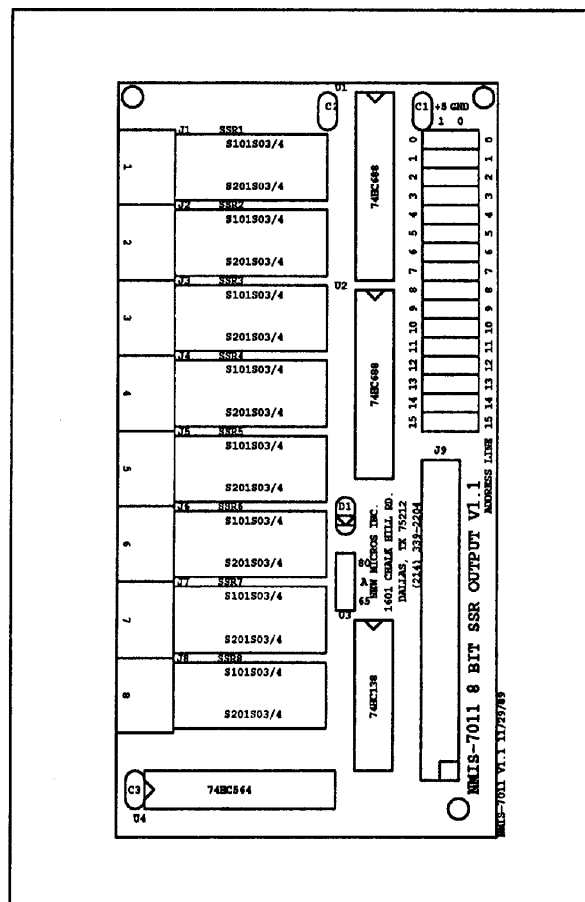 U1
C2
C1
+5 GND
1 0
J1 SSR1
1
S101S03/4
S201S03/4
J2 SSR2
2
S101S03/4
S201S03/4
J3 SSR3
3
S101S03/4
S201S03/4
J4 SSR4
4
S101S03/4
S201S03/4
J5 SSR5
5
S101S03/4
S201S03/4
J6 SSR6
6
S101S03/4
S201S03/4
J7 SSR7
7
S101S03/4
S201S03/4
J8 SSR8
8
S101S03/4
S201S03/4
74HC688
U2
74HC688
D1
80
A
65
U3
74HC138
C3
74HC564
U4
0 0
1 1
2 2
3 3
4 4
5 5
6 6
7 7
8 8
9 9
10 10
11 11
12 12
13 13
14 14
15 15
ADDRESS LINE
J9
NEW MICROS INC.
1601 CHALK HILL RD.
DALLAS, TX 75212
(214) 339-2204
NMIS-7011 8 BIT SSR OUTPUT V1.1
NMIS-7011 V1.1 11/29/89